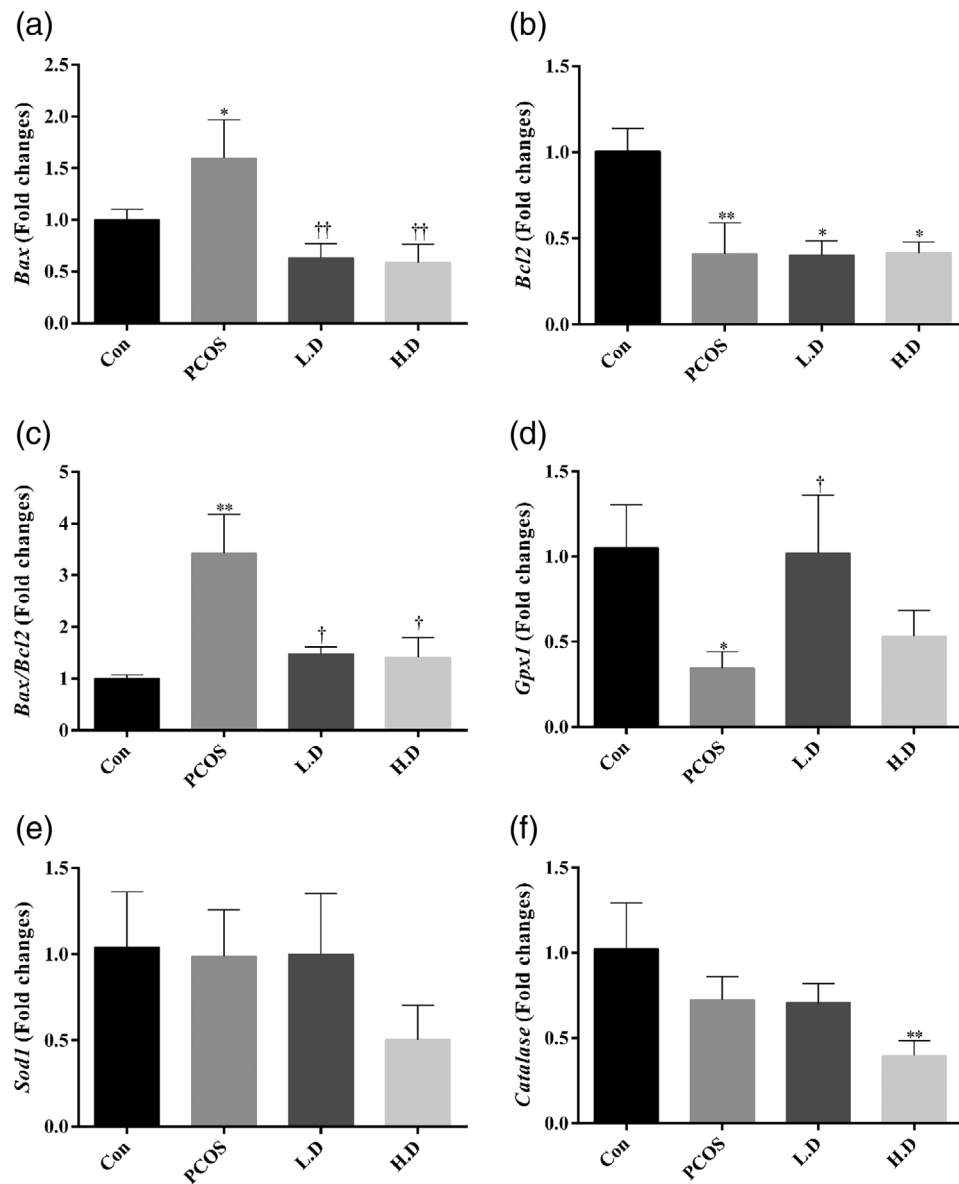 (a)
Bax (Fold changes)
2.5
2.0
1.5
1.0
0.5
0.0
*
††
††
Con
PCOS
L.D
H.D
(b)
Bcl2 (Fold changes)
1.5
1.0
0.5
0.0
**
*
*
Con
PCOS
L.D
H.D
(c)
Bax/Bcl2 (Fold changes)
5
4
3
2
1
0
**
†
†
Con
PCOS
L.D
H.D
(d)
Gpx1 (Fold changes)
1.5
1.0
0.5
0.0
*
†
Con
PCOS
L.D
H.D
(e)
Sod1 (Fold changes)
1.5
1.0
0.5
0.0
Con
PCOS
L.D
H.D
(f)
Catalase (Fold changes)
1.5
1.0
0.5
0.0
**
Con
PCOS
L.D
H.D